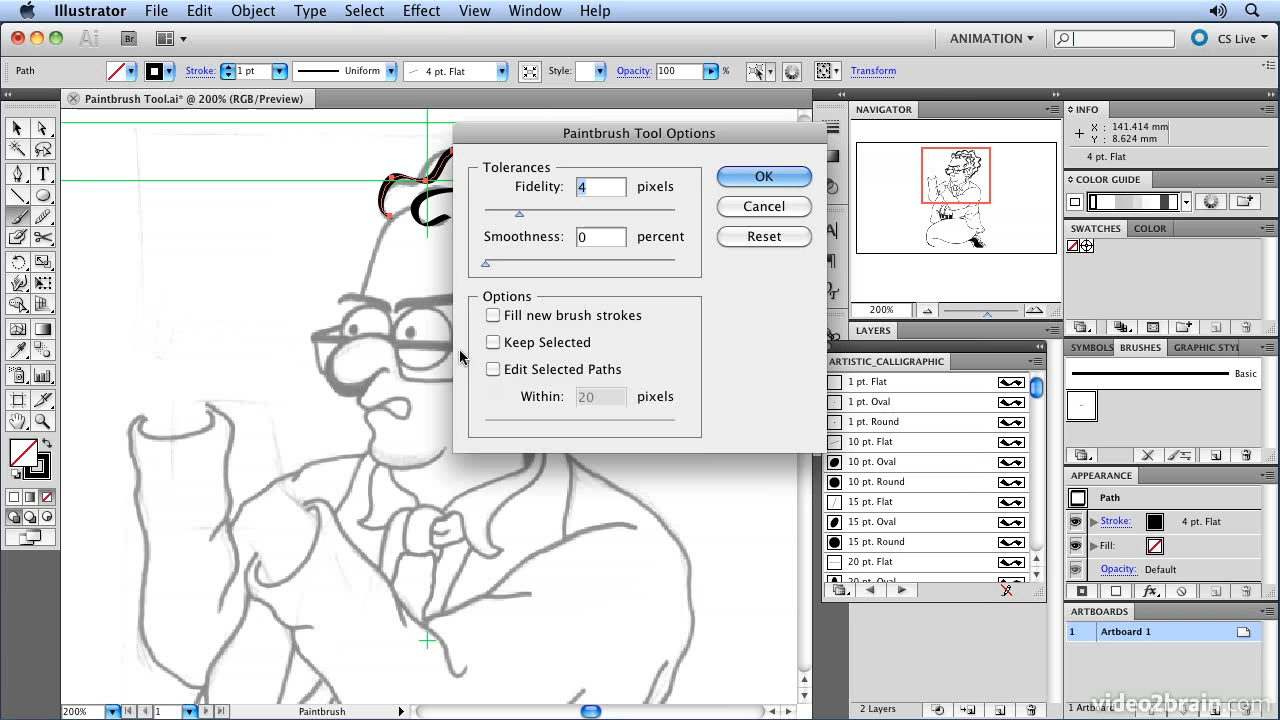 Illustrator File Edit Object Type Select Effect View Window Help
Ai Br ANIMATION CS Live
Path Stroke: 1 pt Uniform 4 pt. Flat Style: Opacity: 100 % Transform
Paintbrush Tool.ai* @ 200% (RGB/Preview)
Paintbrush Tool Options
Tolerances
Fidelity: 4 pixels
Smoothness: 0 percent
OK
Cancel
Reset
Options
Fill new brush strokes
Keep Selected
Edit Selected Paths
Within: 20 pixels
NAVIGATOR
200%
LAYERS
ARTISTIC_CALLIGRAPHIC
1 pt. Flat
1 pt. Oval
1 pt. Round
10 pt. Flat
10 pt. Oval
10 pt. Round
15 pt. Flat
15 pt. Oval
15 pt. Round
20 pt. Flat
20 pt. Oval
2 Layers
INFO
X : 141.414 mm
Y : 8.624 mm
4 pt. Flat
COLOR GUIDE
SWATCHES COLOR
SYMBOLS BRUSHES GRAPHIC STYL
Basic
APPEARANCE
Path
Stroke: 4 pt. Flat
Fill:
Opacity: Default
ARTBOARDS
1 Artboard 1
1 Artboard
video2brain.com
200% 1 Paintbrush